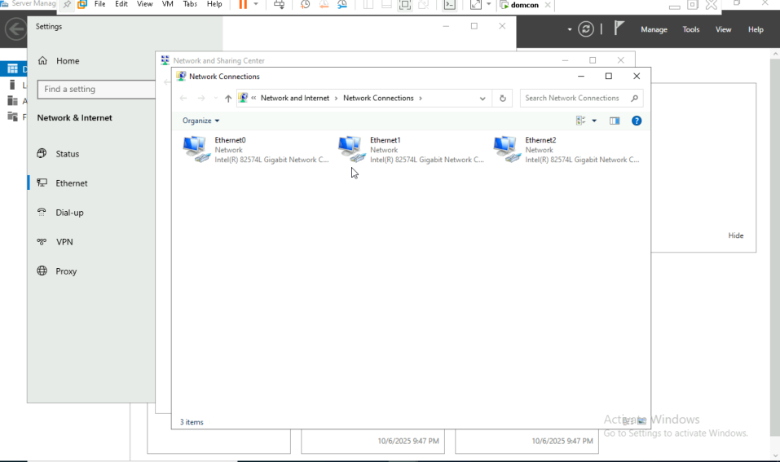 Server Manag
File Edit View VM Tabs Help
domcon
Settings
Manage Tools View Help
Home
Network and Sharing Center
Network Connections
Find a setting
Network and Internet Network Connections
Search Network Connections
Network & Internet
Organize
Status
Ethernet0
Network
Intel(R) 82574L Gigabit Network C...
Ethernet1
Network
Intel(R) 82574L Gigabit Network C...
Ethernet2
Network
Intel(R) 82574L Gigabit Network C...
Ethernet
Dial-up
VPN
Proxy
Hide
3 items
Activate Windows
Go to Settings to activate Windows.
10/6/2025 9:47 PM
10/6/2025 9:47 PM